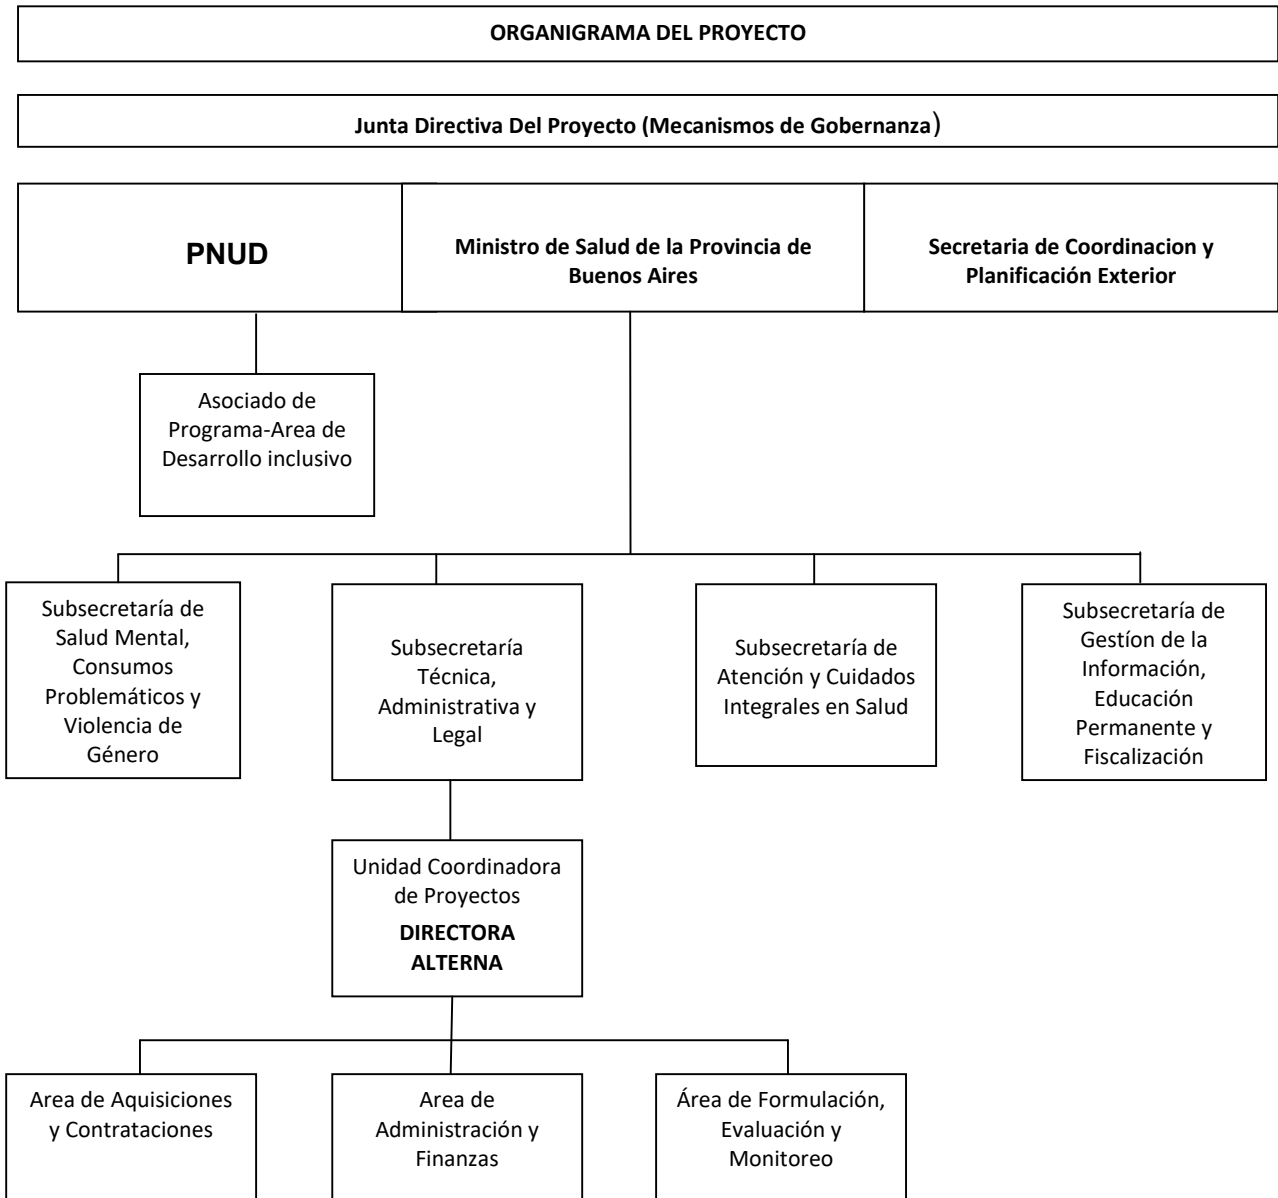 ORGANIGRAMA DEL PROYECTO
Junta Directiva Del Proyecto (Mecanismos de Gobernanza)
PNUD
Ministro de Salud de la Provincia de
Buenos Aires
Secretaria de Coordinacion y
Planificación Exterior
Asociado de
Programa-Area de
Desarrollo inclusivo
Subsecretaría de
Salud Mental,
Consumos
Problemáticos y
Violencia de
Género
Subsecretaría
Técnica,
Administrativa y
Legal
Subsecretaría de
Atención y Cuidados
Integrales en Salud
Subsecretaría de
Gestíon de la
Información,
Educación
Permanente y
Fiscalización
Unidad Coordinadora
de Proyectos
DIRECTORA
ALTERNA
Area de Aquisiciones
y Contrataciones
Area de
Administración y
Finanzas
Área de Formulación,
Evaluación y
Monitoreo